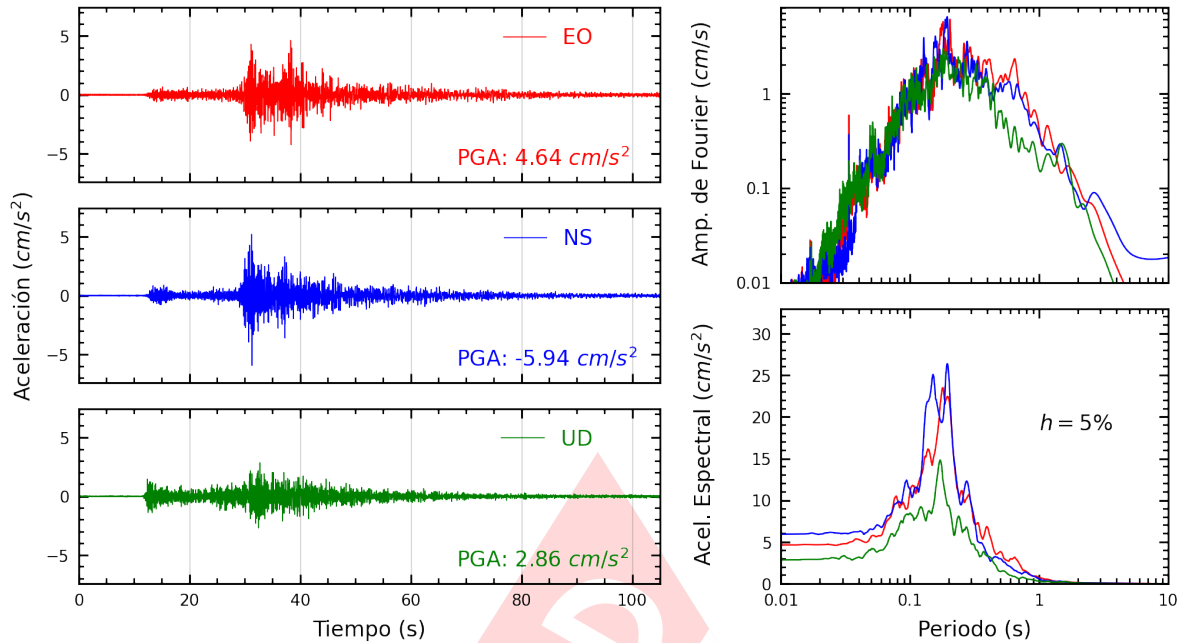 Aceleración (cm/s²)
5
0
−5
EO
PGA: 4.64 cm/s²
5
0
−5
NS
PGA: -5.94 cm/s²
5
0
−5
UD
PGA: 2.86 cm/s²
0 20 40 60 80 100
Tiempo (s)
Amp. de Fourier (cm/s)
1
0.1
0.01
Acel. Espectral (cm/s²)
30
25
20
15
10
5
0
h = 5%
0.01 0.1 1 10
Periodo (s)